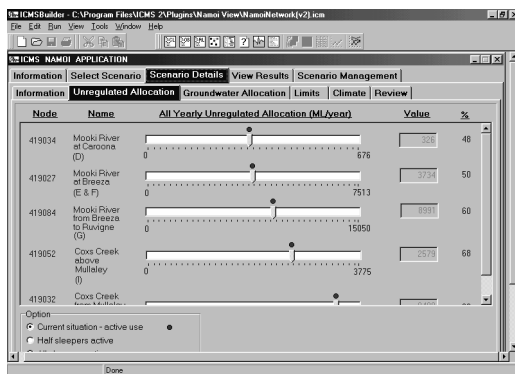 ICMSBuilder - C:\Program Files\ICMS 2\Plugins\Namoi View\NamoiNetwork(v2).icm
File Edit Run View Tools Window Help
ICMS NAMOI APPLICATION
Information Select Scenario Scenario Details View Results Scenario Management
Information Unregulated Allocation Groundwater Allocation Limits Climate Review
Node Name All Yearly Unregulated Allocation (ML/year) Value %
419034 Mooki River at Caroona (D) 0 676 326 48
419027 Mooki River at Breeza (E & F) 0 7513 3734 50
419084 Mooki River from Breeza to Ruvigne (G) 0 15050 8991 60
419052 Coxs Creek above Mullaley (I) 0 3775 2579 68
419032 Coxs Creek
Option
Current situation - active use
Half sleepers active
Done